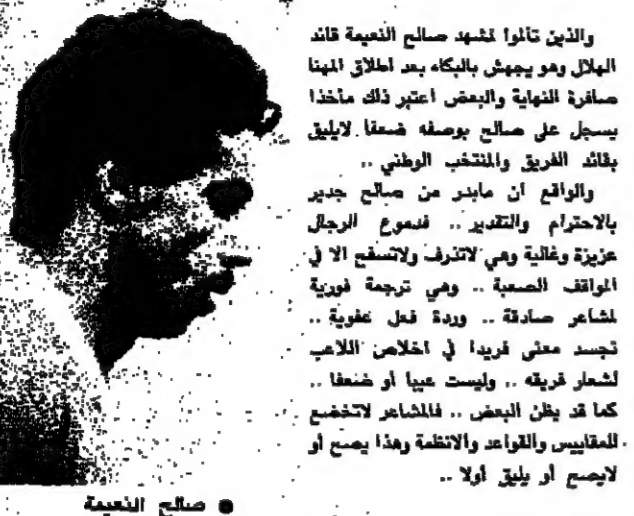 والذين تألموا لمشهد صالح النعيمة قائد
الهلال وهو يجهش بالبكاء بعد اطلاق المهنا
صافرة النهاية والبعض اعتبر ذلك مأخذا
يسجل على صالح بوصفه ضعفا لايليق
بقائد الفريق والمنتخب الوطني ..
والواقع ان مابدر من صالح جدير
بالاحترام والتقدير .. فدموع الرجال
عزيزة وغالية وهي لاتذرف ولاتسفح الا في
المواقف الصعبة .. وهي ترجمة فورية
لمشاعر صادقة .. وردة فعل عفوية ..
تجسد معنى فريدا في اخلاص اللاعب
لشعار فريقه .. وليست عيبا أو ضعفا ..
كما قد يظن البعض .. فالمشاعر لاتخضع
للمقاييس والقواعد والانظمة وهذا يصح أو
لايصح أو يليق أولا ..
● صالح النعيمة